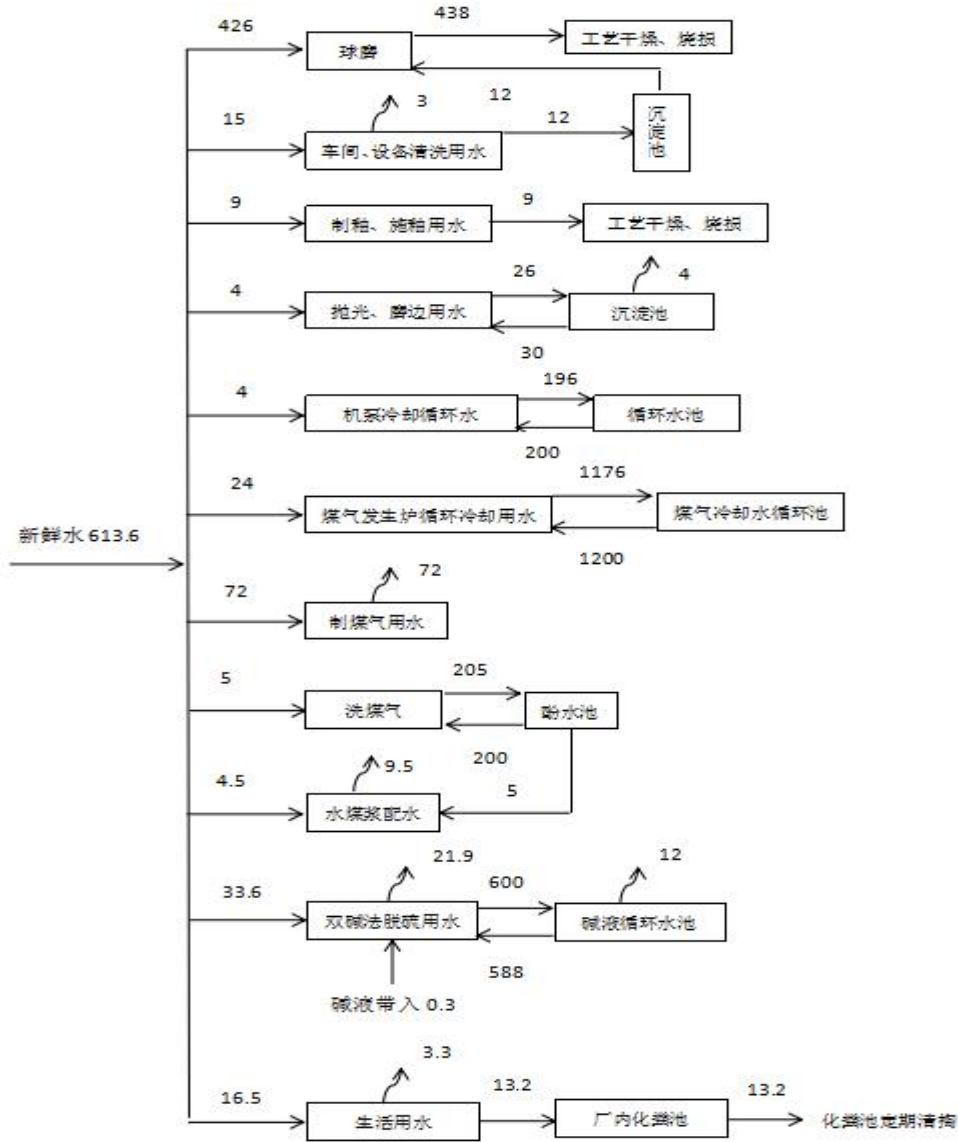 438
426
球磨
工艺干燥、烧损
3
12
15
12
车间、设备清洗用水
沉淀池
9
9
制釉、施釉用水
工艺干燥、烧损
26
4
4
抛光、磨边用水
沉淀池
30
196
4
机泵冷却循环水
循环水池
200
1176
24
煤气发生炉循环冷却用水
煤气冷却水循环池
新鲜水 613.6
1200
72
72
制煤气用水
205
5
洗煤气
酚水池
200
9.5
4.5
5
水煤浆配水
21.9
12
600
33.6
双碱法脱硫用水
碱液循环水池
588
碱液带入 0.3
3.3
16.5
13.2
13.2
生活用水
厂内化粪池
化粪池定期清掏